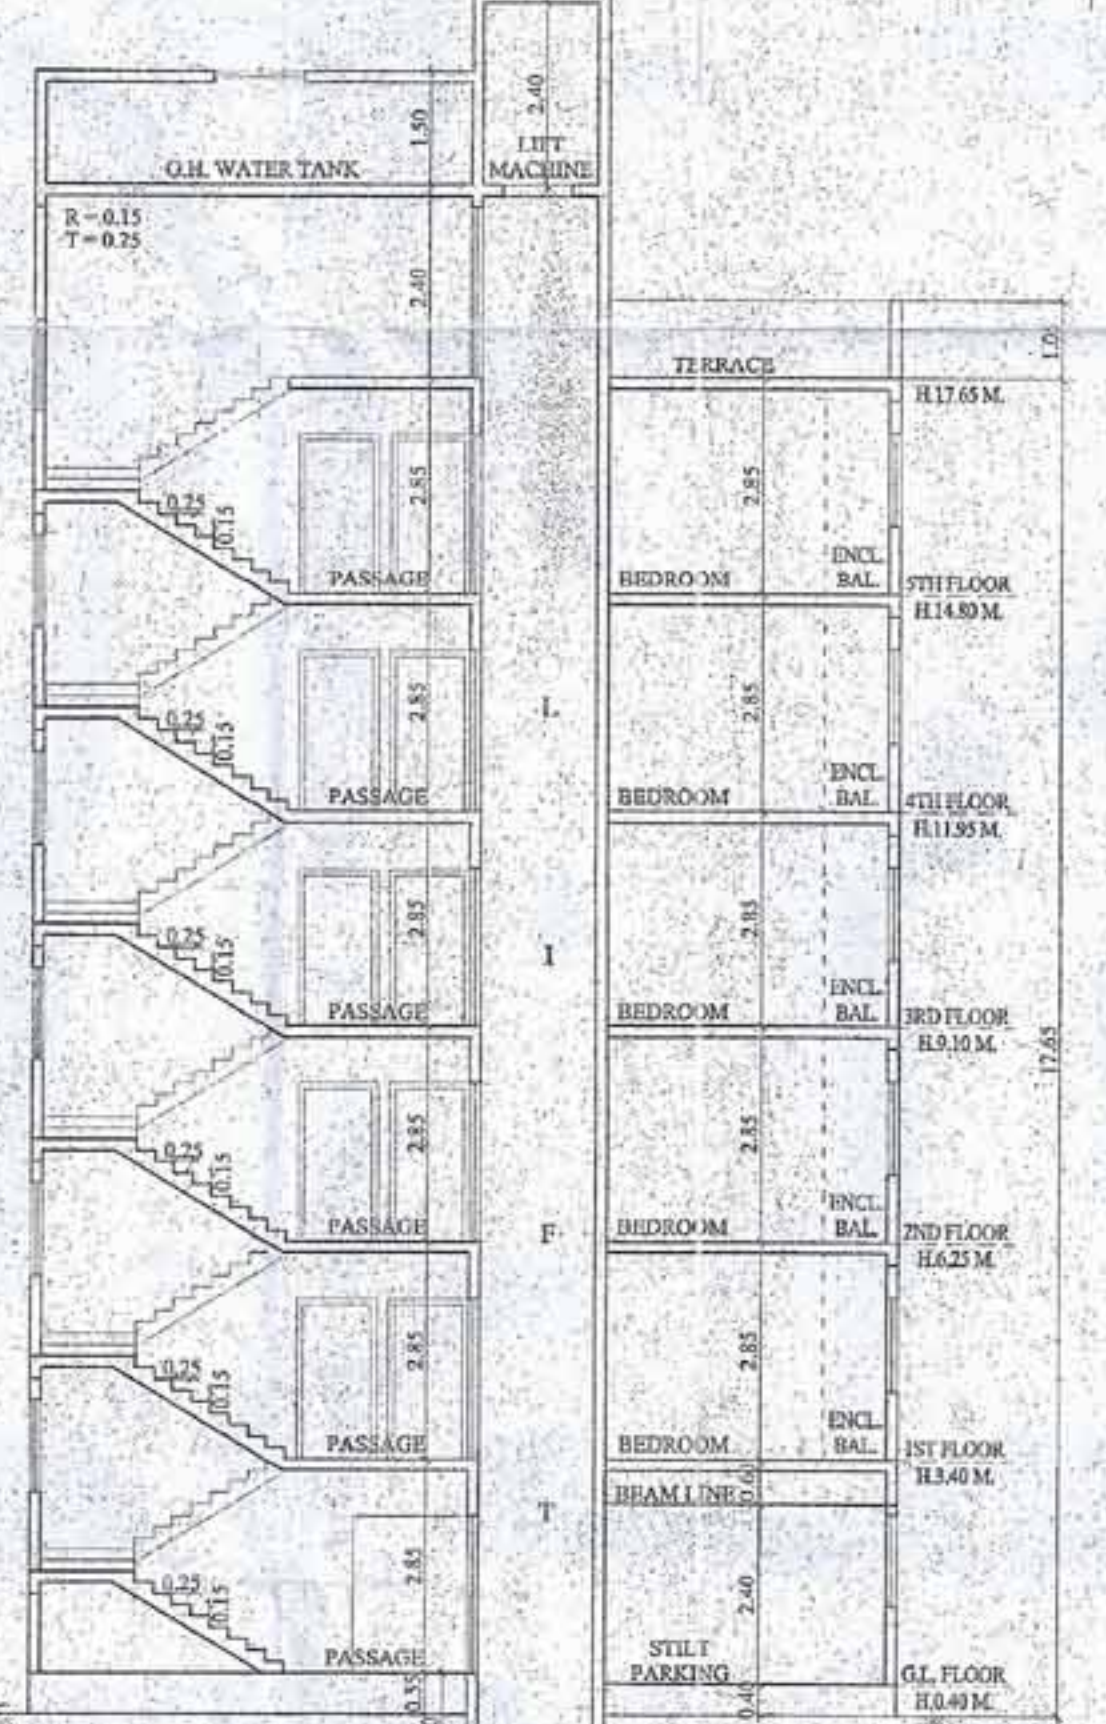 2.40
1.50
LIFT
MACHINE
O.H. WATER TANK
R = 0.15
T = 0.25
2.40
1.0
TERRACE
H.17.65 M.
2.85
2.85
0.25
0.15
PASSAGE
BEDROOM
ENCL.
BAL.
5TH FLOOR
H.14.80 M.
2.85
2.85
L
0.25
0.15
PASSAGE
BEDROOM
ENCL.
BAL.
4TH FLOOR
H.11.95 M.
2.85
2.85
0.25
0.15
I
PASSAGE
BEDROOM
ENCL.
BAL.
3RD FLOOR
H.9.10 M.
17.65
2.85
2.85
0.25
0.15
PASSAGE
F
BEDROOM
ENCL.
BAL.
2ND FLOOR
H.6.25 M.
2.85
2.85
0.25
0.15
PASSAGE
BEDROOM
ENCL.
BAL.
1ST FLOOR
H.3.40 M.
BEAM LINE
0.60
T
2.85
0.25
0.15
2.40
PASSAGE
STILT
PARKING
G.L. FLOOR
H.0.40 M.
0.55
0.40